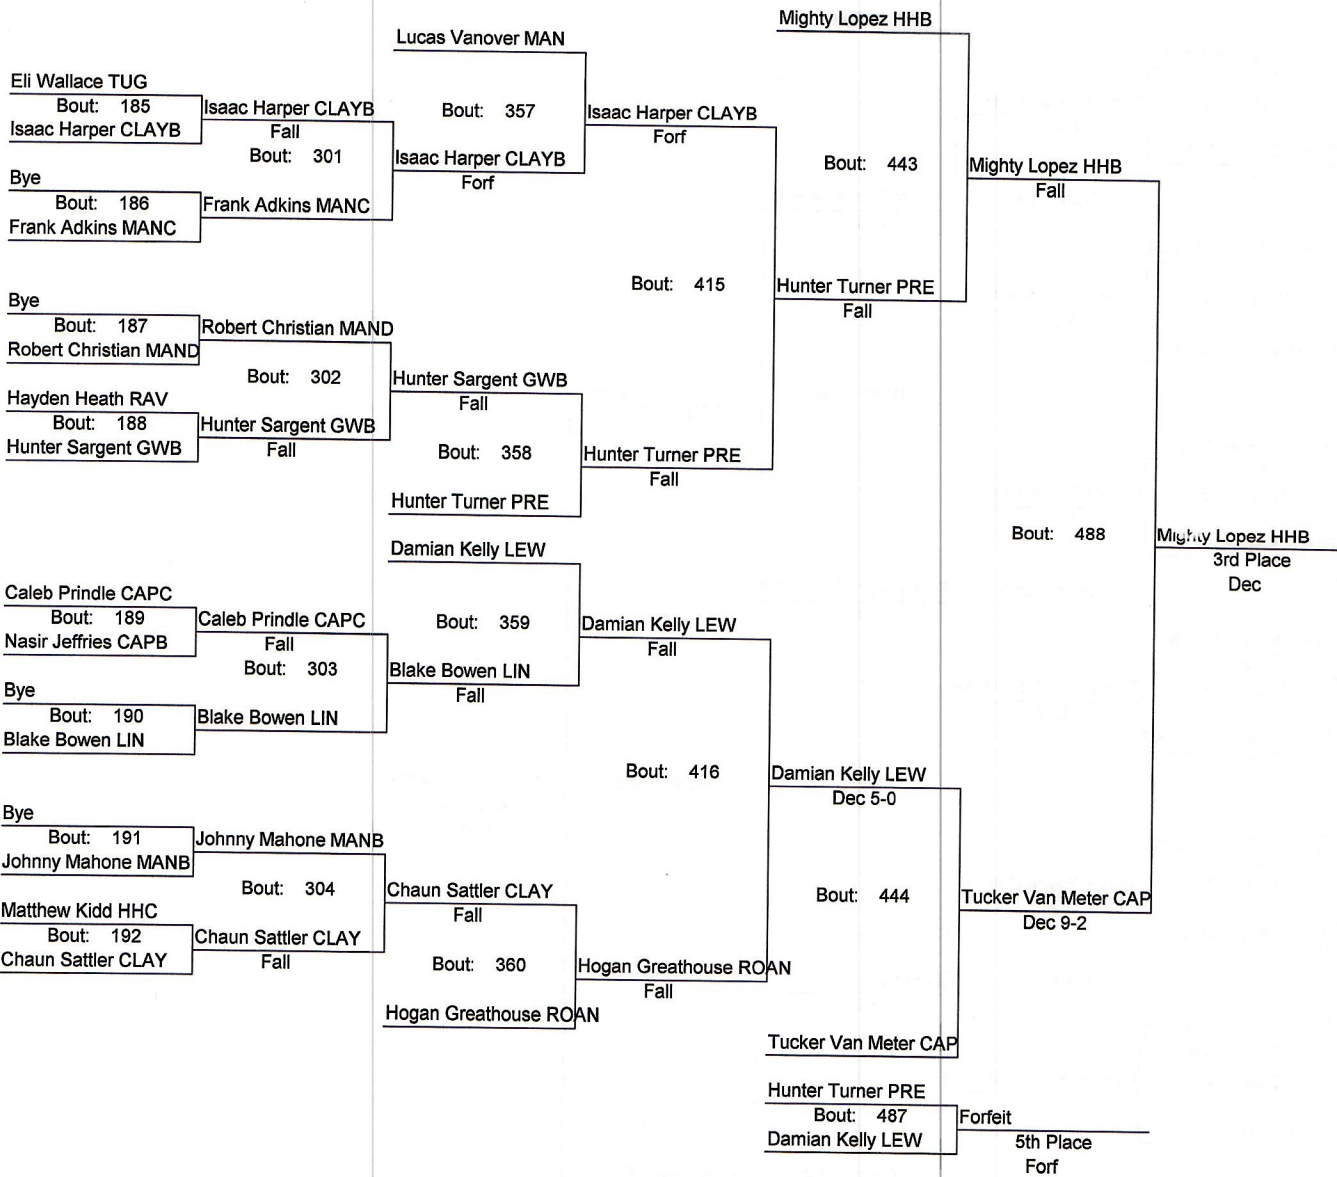 Mighty Lopez HHB
Lucas Vanover MAN
Eli Wallace TUG
Bout: 185
Isaac Harper CLAYB
Isaac Harper CLAYB
Fall
Bout: 301
Bout: 357
Isaac Harper CLAYB
Forf
Isaac Harper CLAYB
Forf
Bout: 443
Mighty Lopez HHB
Fall
Bye
Bout: 186
Frank Adkins MANC
Frank Adkins MANC
Bout: 415
Hunter Turner PRE
Fall
Bye
Bout: 187
Robert Christian MAND
Robert Christian MAND
Bout: 302
Hunter Sargent GWB
Fall
Hayden Heath RAV
Bout: 188
Hunter Sargent GWB
Hunter Sargent GWB
Fall
Bout: 358
Hunter Turner PRE
Fall
Hunter Turner PRE
Bout: 488
Mighty Lopez HHB
3rd Place
Dec
Damian Kelly LEW
Caleb Prindle CAPC
Bout: 189
Nasir Jeffries CAPB
Caleb Prindle CAPC
Fall
Bout: 303
Bout: 359
Damian Kelly LEW
Fall
Blake Bowen LIN
Fall
Bye
Bout: 190
Blake Bowen LIN
Blake Bowen LIN
Bout: 416
Damian Kelly LEW
Dec 5-0
Bye
Bout: 191
Johnny Mahone MANB
Johnny Mahone MANB
Bout: 304
Chaun Sattler CLAY
Fall
Bout: 444
Tucker Van Meter CAP
Dec 9-2
Matthew Kidd HHC
Bout: 192
Chaun Sattler CLAY
Chaun Sattler CLAY
Fall
Bout: 360
Hogan Greathouse ROAN
Fall
Hogan Greathouse ROAN
Tucker Van Meter CAP
Hunter Turner PRE
Bout: 487
Damian Kelly LEW
Forfeit
5th Place
Forf